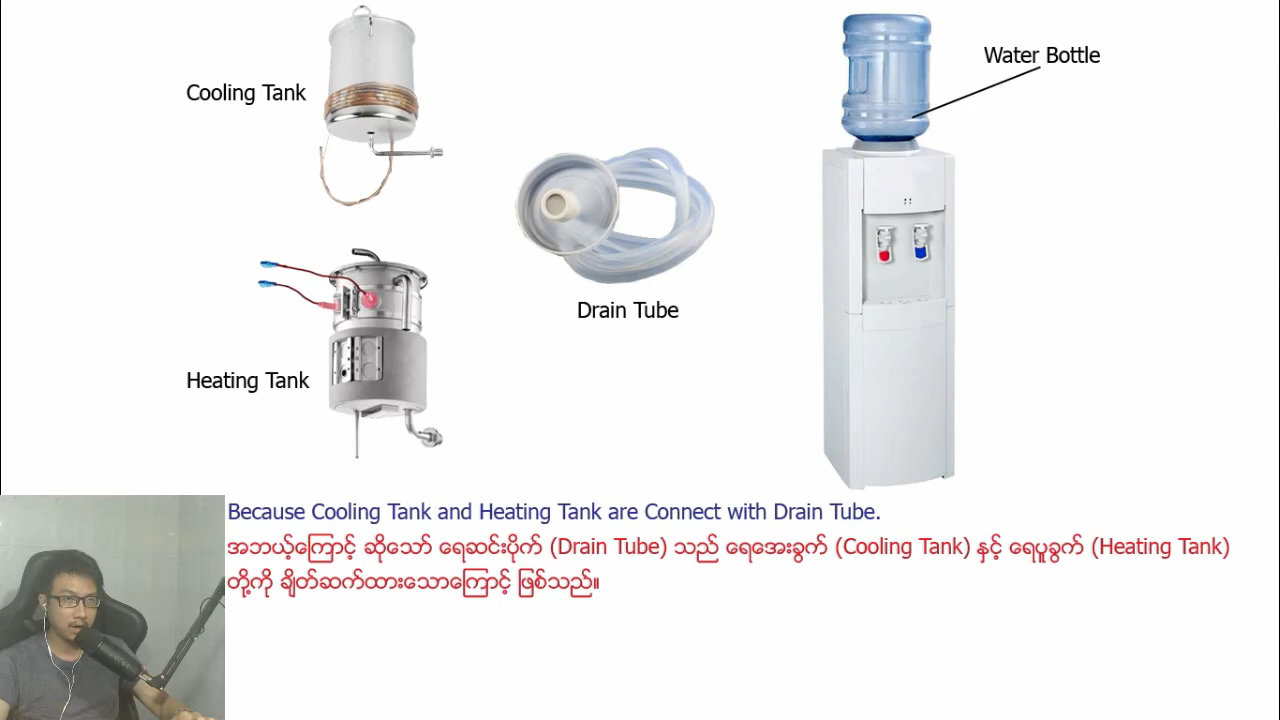 Water Bottle
Cooling Tank
Drain Tube
Heating Tank
Because Cooling Tank and Heating Tank are Connect with Drain Tube.
အဘယ့်ကြောင့် ဆိုသော် ရေဆင်းပိုက် (Drain Tube) သည် ရေအေးခွက် (Cooling Tank) နှင့် ရေပူခွက် (Heating Tank)
တို့ကို ချိတ်ဆက်ထားသောကြောင့် ဖြစ်သည်။